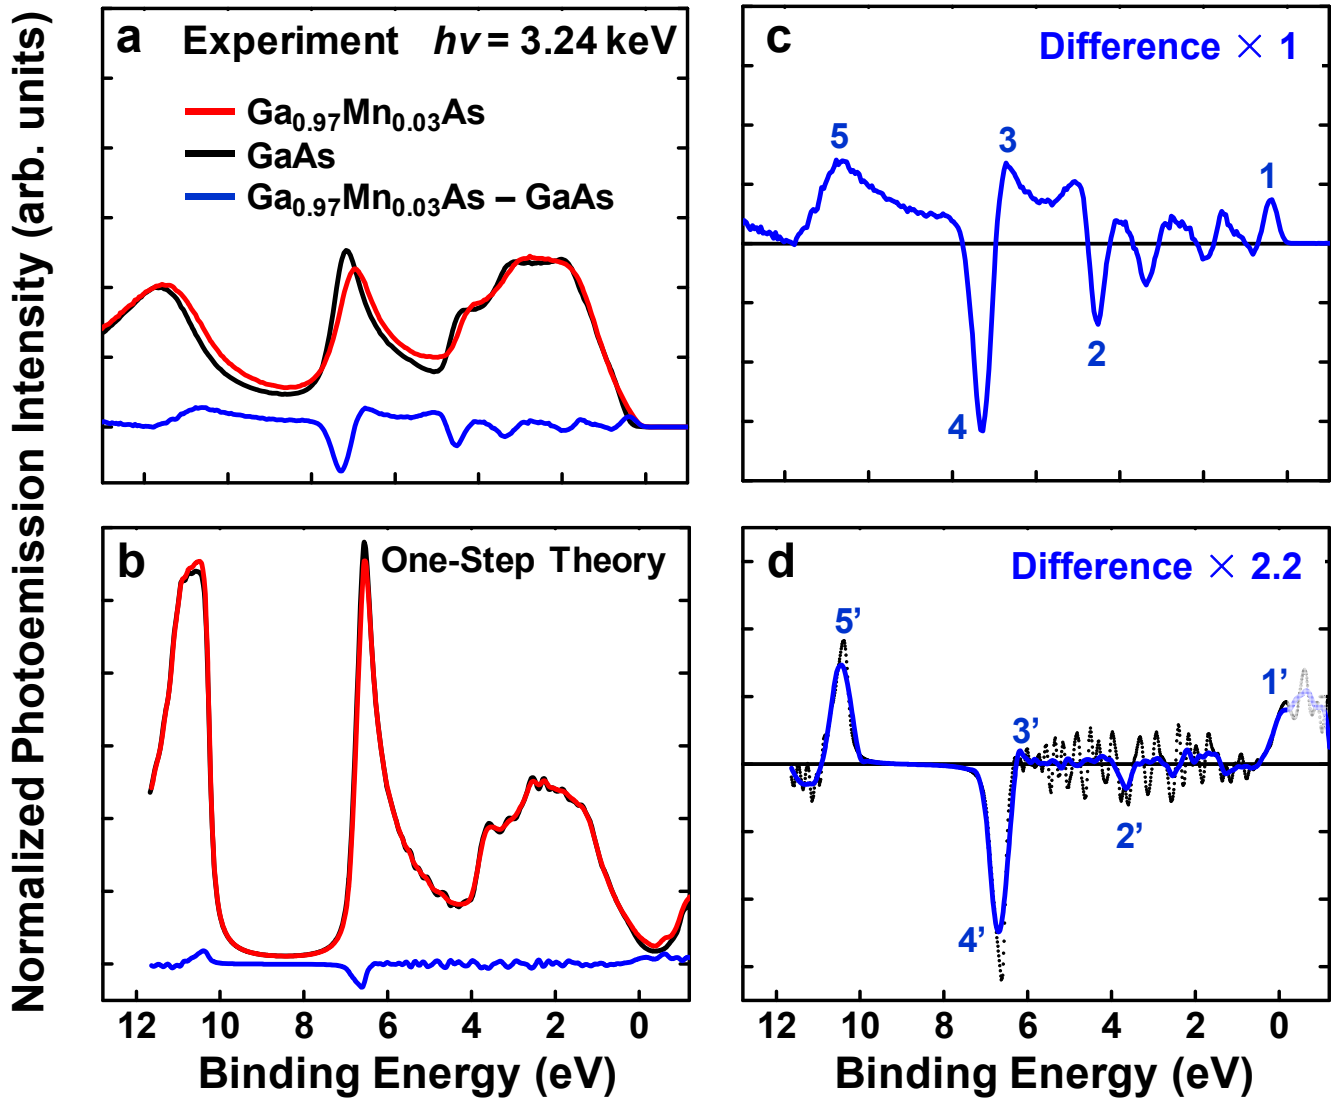 Normalized Photoemission Intensity (arb. units)
a Experiment hν = 3.24 keV
Ga0.97Mn0.03As
GaAs
Ga0.97Mn0.03As – GaAs
c Difference × 1
5
3
1
2
4
b One-Step Theory
12 10 8 6 4 2 0
Binding Energy (eV)
d Difference × 2.2
5’
1’
3’
2’
4’
12 10 8 6 4 2 0
Binding Energy (eV)